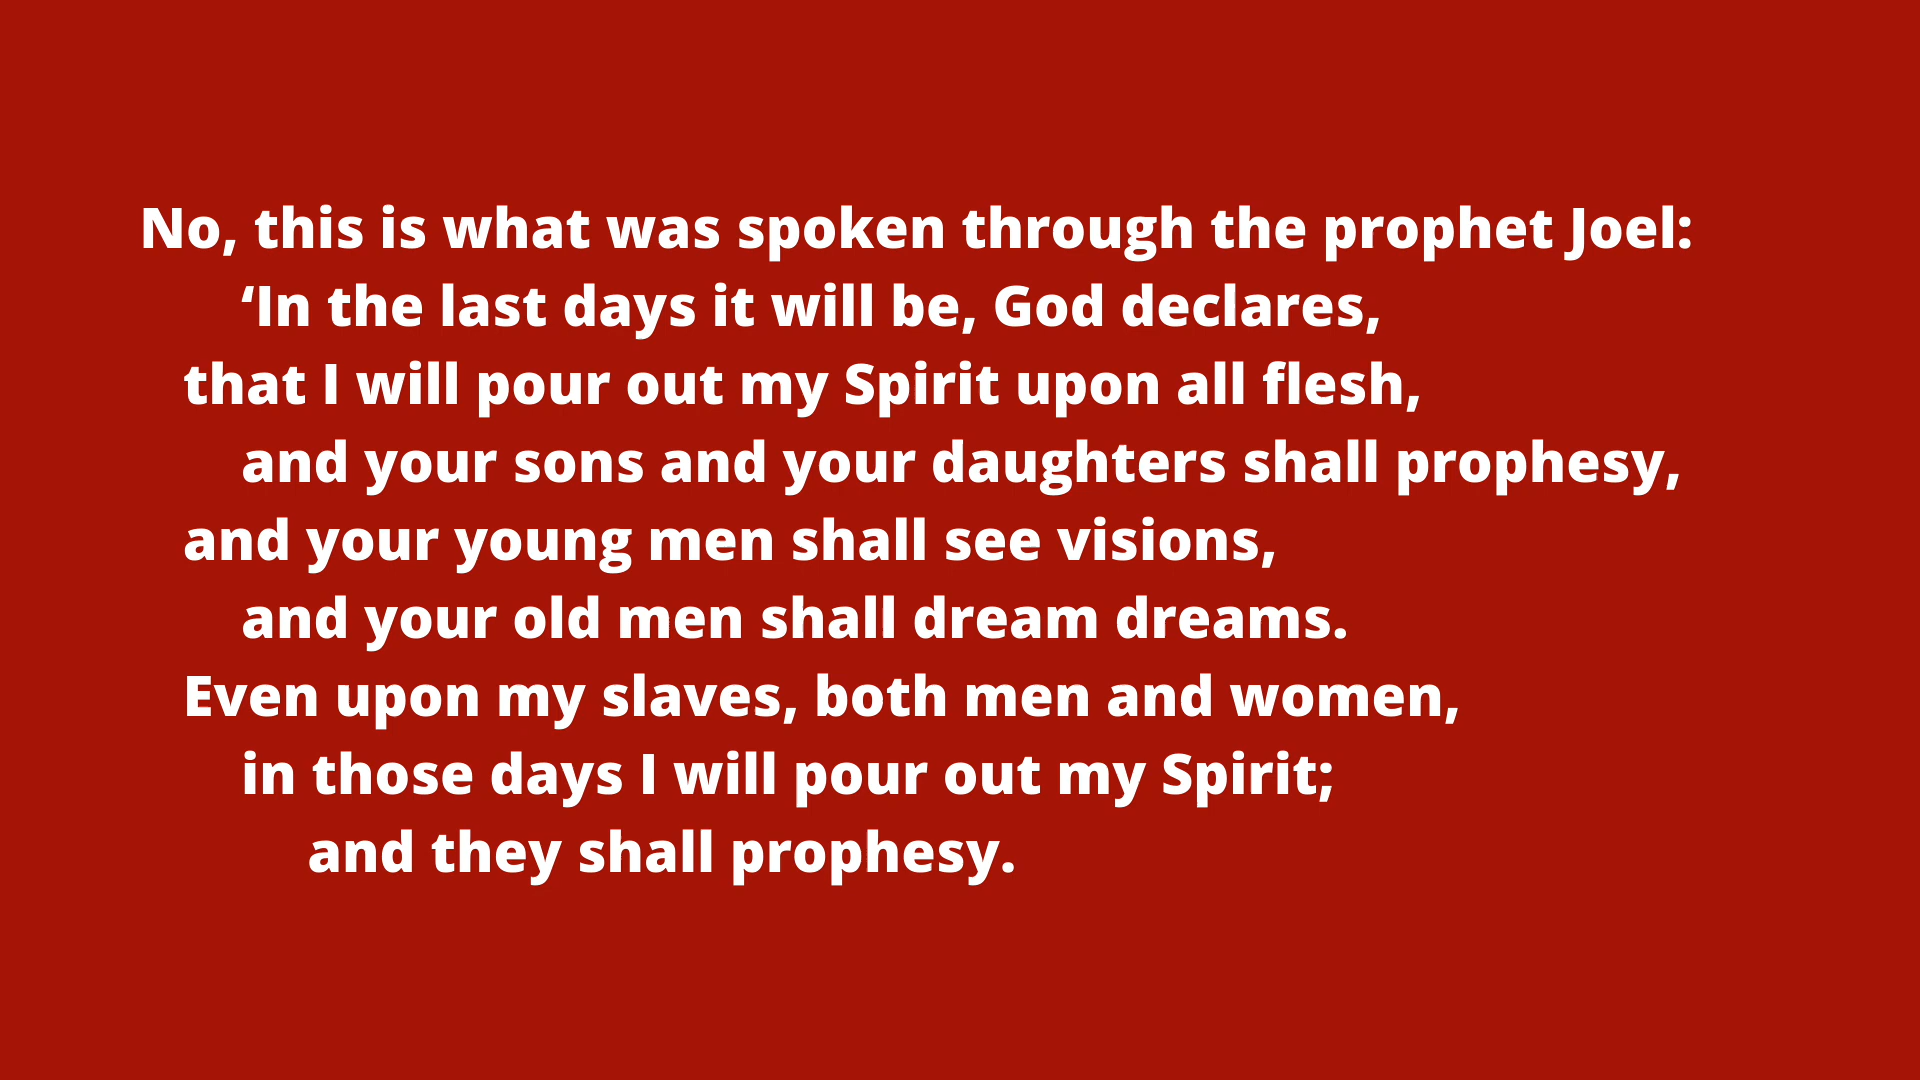 No, this is what was spoken through the prophet Joel:
‘In the last days it will be, God declares,
that I will pour out my Spirit upon all flesh,
and your sons and your daughters shall prophesy,
and your young men shall see visions,
and your old men shall dream dreams.
Even upon my slaves, both men and women,
in those days I will pour out my Spirit;
and they shall prophesy.